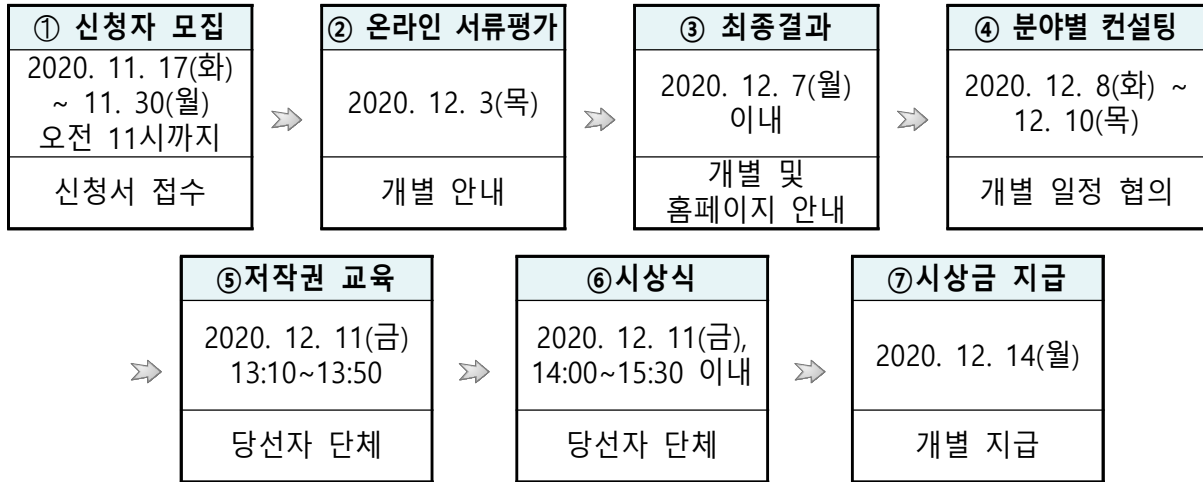 ① 신청자 모집
2020. 11. 17(화)
~ 11. 30(월)
오전 11시까지
신청서 접수
② 온라인 서류평가
2020. 12. 3(목)
개별 안내
③ 최종결과
2020. 12. 7(월)
이내
개별 및
홈페이지 안내
④ 분야별 컨설팅
2020. 12. 8(화) ~
12. 10(목)
개별 일정 협의
⑤저작권 교육
2020. 12. 11(금)
13:10~13:50
당선자 단체
⑥시상식
2020. 12. 11(금),
14:00~15:30 이내
당선자 단체
⑦시상금 지급
2020. 12. 14(월)
개별 지급